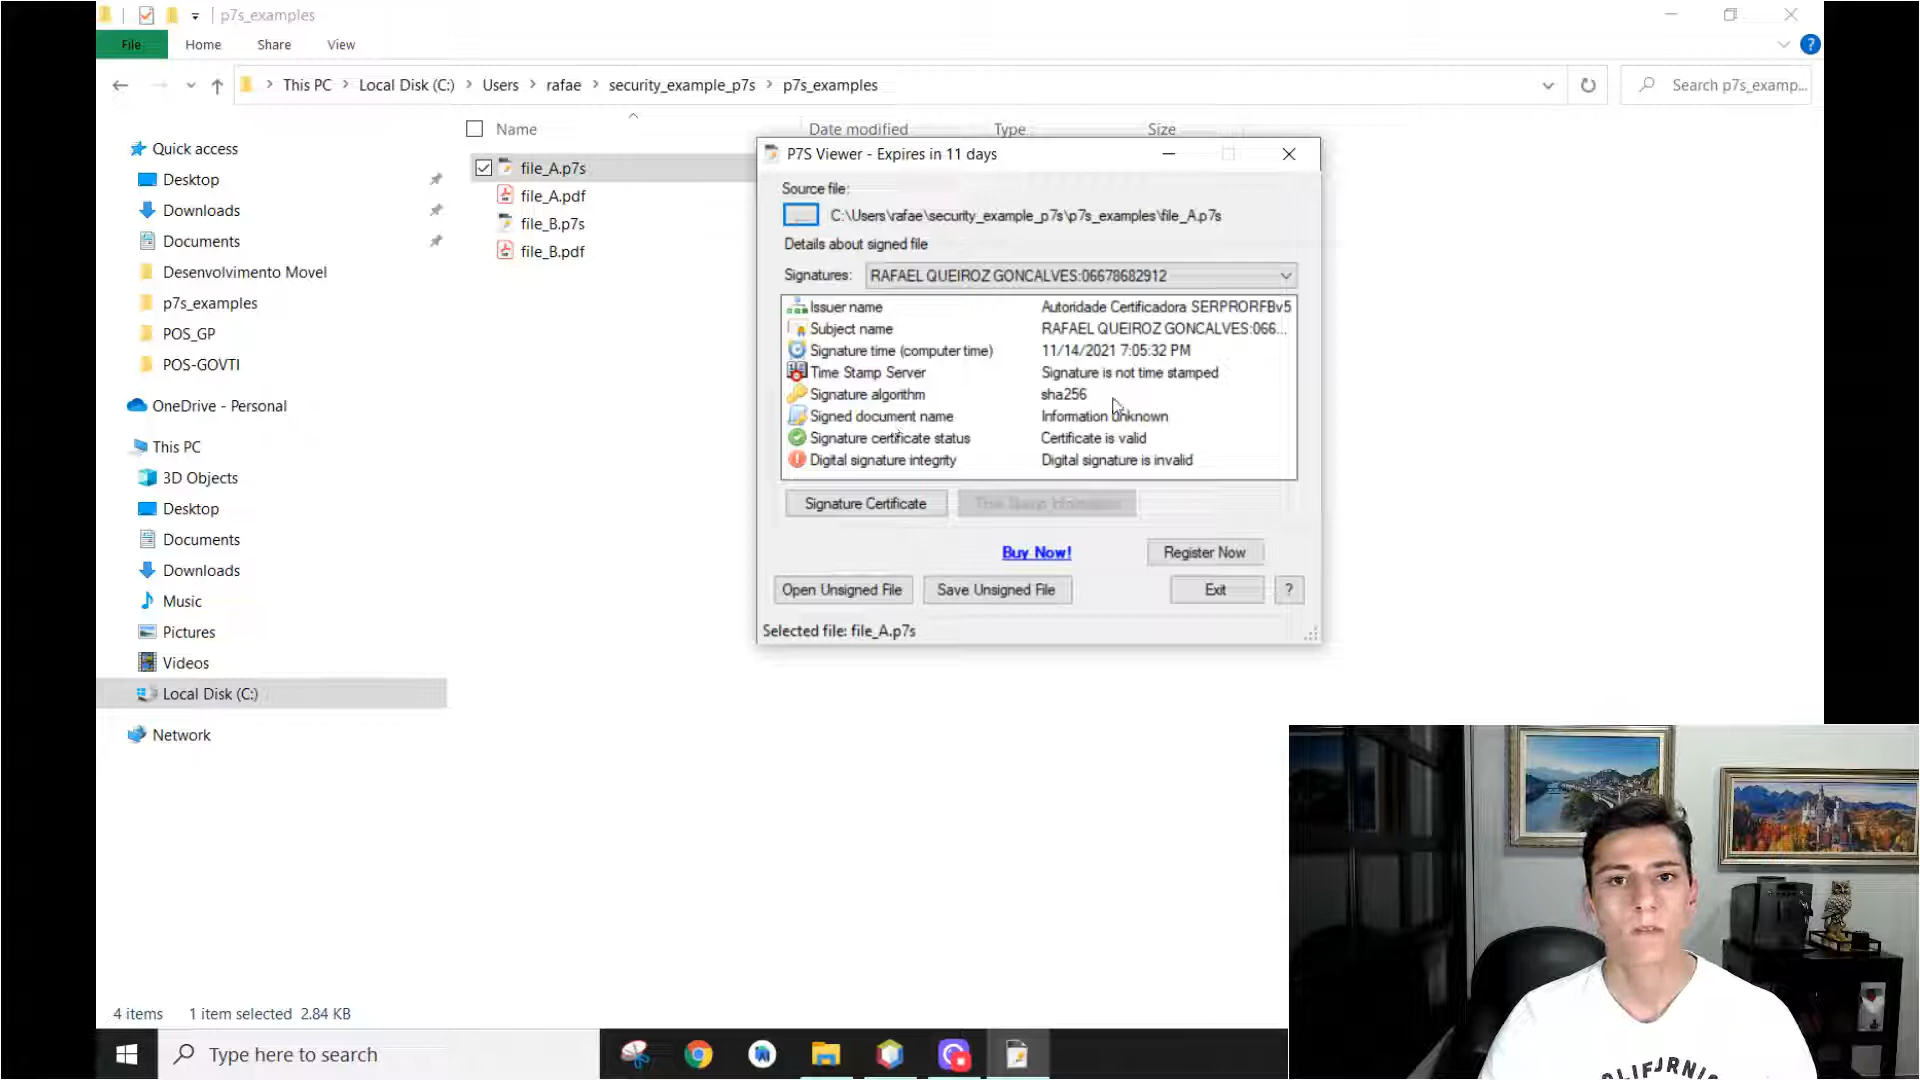 p7s_examples
File Home Share View
This PC Local Disk (C:) Users rafae security_example_p7s p7s_examples
Search p7s_examp...
Name Date modified Type Size
Quick access
Desktop
Downloads
Documents
Desenvolvimento Movel
p7s_examples
POS_GP
POS-GOVTI
OneDrive - Personal
This PC
3D Objects
Desktop
Documents
Downloads
Music
Pictures
Videos
Local Disk (C:)
Network
file_A.p7s
file_A.pdf
file_B.p7s
file_B.pdf
P7S Viewer - Expires in 11 days
Source file:
... C:\Users\rafae\security_example_p7s\p7s_examples\file_A.p7s
Details about signed file
Signatures: RAFAEL QUEIROZ GONCALVES:06678682912
Issuer name Autoridade Certificadora SERPRORFBv5
Subject name RAFAEL QUEIROZ GONCALVES:066...
Signature time (computer time) 11/14/2021 7:05:32 PM
Time Stamp Server Signature is not time stamped
Signature algorithm sha256
Signed document name Information Unknown
Signature certificate status Certificate is valid
Digital signature integrity Digital signature is invalid
Signature Certificate
Buy Now! Register Now
Open Unsigned File Save Unsigned File Exit ?
Selected file: file_A.p7s
4 items 1 item selected 2.84 KB
Type here to search